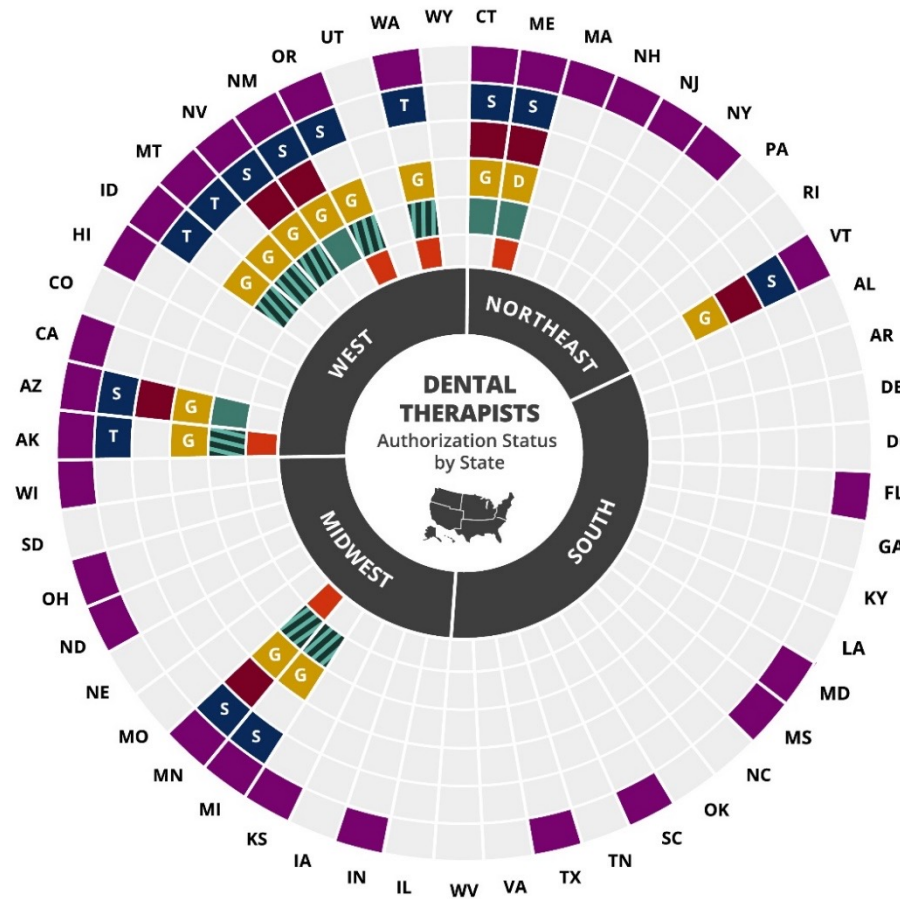 DENTAL
THERAPISTS
Authorization Status
by State
WEST
NORTHEAST
SOUTH
MIDWEST
CT
S
G
ME
S
D
MA
NH
NJ
NY
PA
RI
VT
S
G
AL
AR
DE
D
FL
GA
KY
LA
MD
MS
NC
OK
SC
TN
TX
VA
WV
IL
IN
IA
KS
MI
S
G
MN
S
G
MO
NE
ND
OH
SD
WI
AK
T
G
AZ
S
G
CA
CO
HI
ID
T
G
MT
T
G
NV
S
G
NM
S
G
OR
S
G
UT
WA
T
G
WY